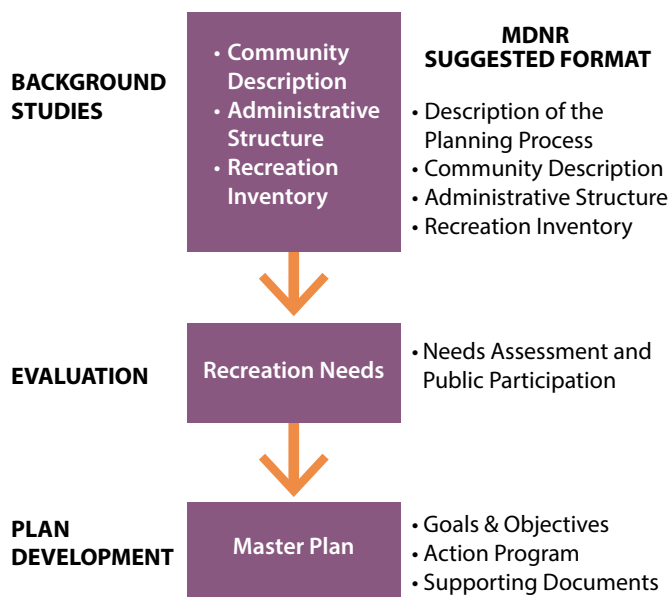 MDNR
SUGGESTED FORMAT
BACKGROUND
STUDIES
• Community
Description
• Administrative
Structure
• Recreation
Inventory
• Description of the
Planning Process
• Community Description
• Administrative Structure
• Recreation Inventory
EVALUATION
Recreation Needs
• Needs Assessment and
Public Participation
PLAN
DEVELOPMENT
Master Plan
• Goals & Objectives
• Action Program
• Supporting Documents